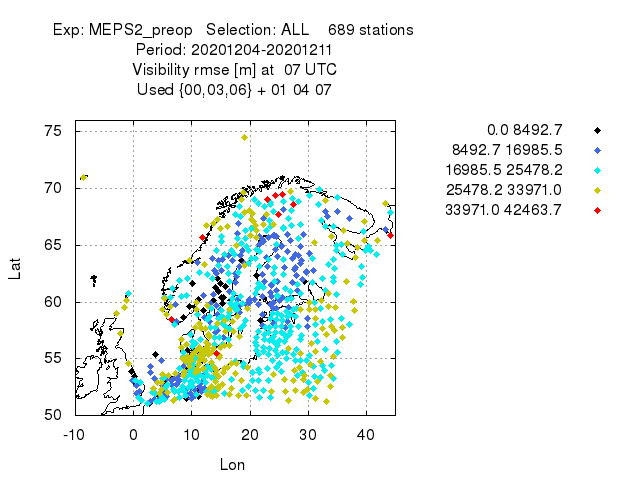 Exp: MEPS2_preop   Selection: ALL    689 stations
Period: 20201204-20201211
Visibility rmse [m] at  07 UTC
Used {00,03,06} + 01 04 07
0.0 8492.7
8492.7 16985.5
16985.5 25478.2
25478.2 33971.0
33971.0 42463.7
75
70
65
60
55
50
Lat
-10 0 10 20 30 40
Lon